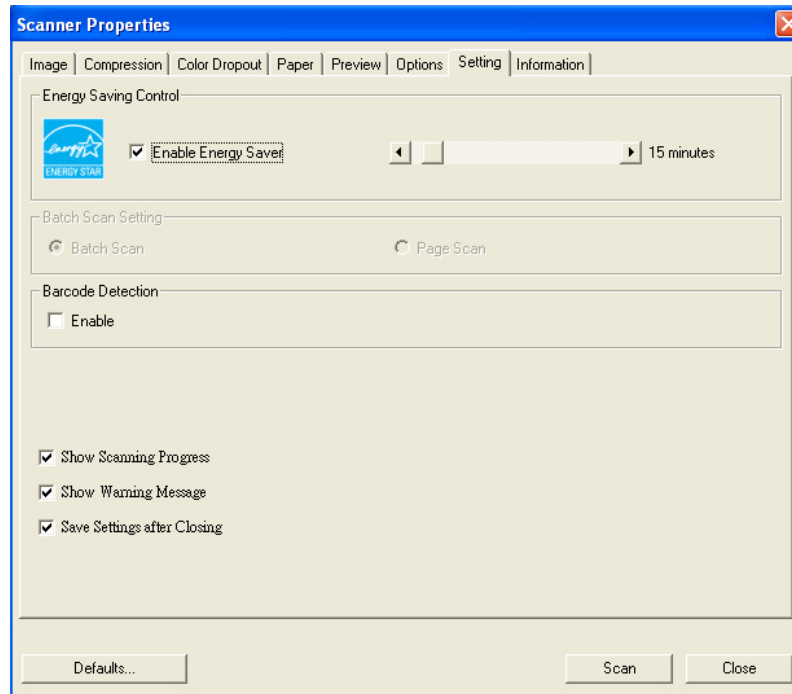 Scanner Properties
Image Compression Color Dropout Paper Preview Options Setting Information
Energy Saving Control
energy
ENERGY STAR
Enable Energy Saver
15 minutes
Batch Scan Setting
Batch Scan Page Scan
Barcode Detection
Enable
Show Scanning Progress
Show Warning Message
Save Settings after Closing
Defaults... Scan Close